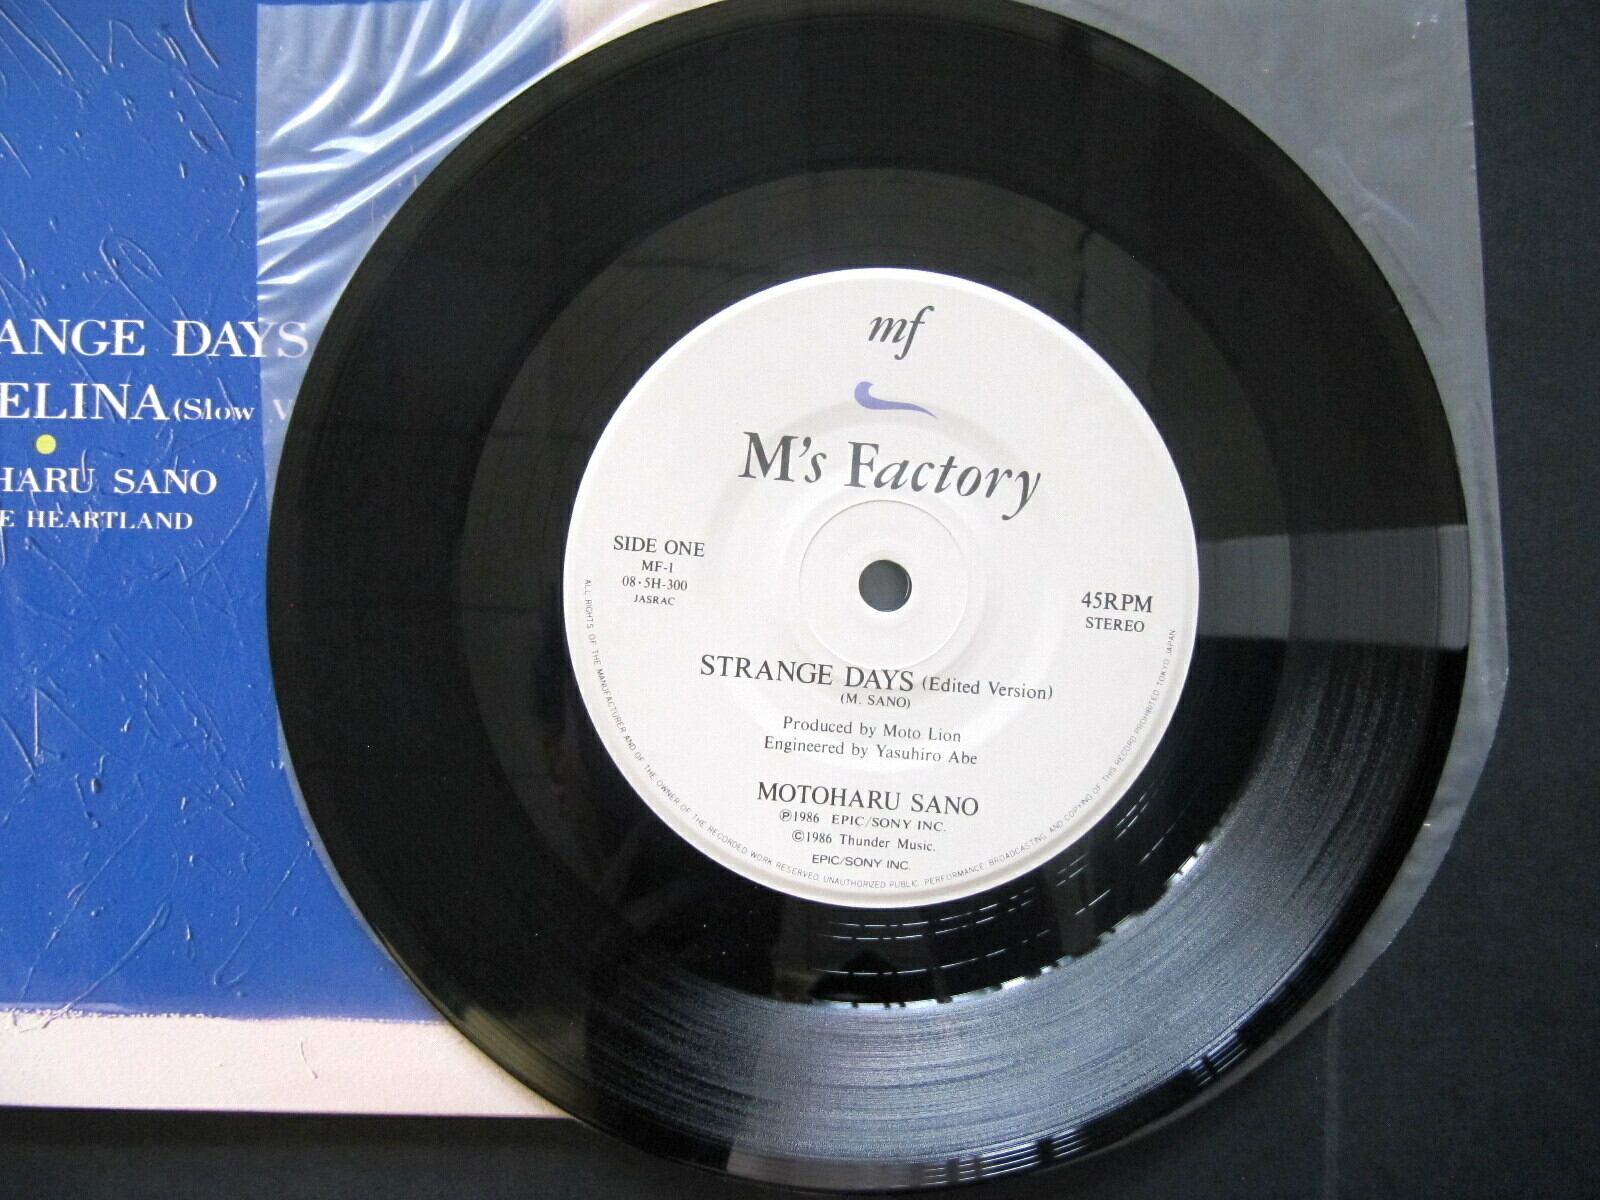 ANGE DAYS
ELINA (Slow V
HARU SANO
E HEARTLAND
mf
M's Factory
SIDE ONE
MF-1
08・5H-300
JASRAC
45RPM
STEREO
STRANGE DAYS (Edited Version)
(M. SANO)
Produced by Moto Lion
Engineered by Yasuhiro Abe
MOTOHARU SANO
Ⓟ1986 EPIC/SONY INC.
©1986 Thunder Music.
EPIC/SONY INC.
ALL RIGHTS OF THE MANUFACTURER AND OF THE OWNER OF THE RECORDED WORK RESERVED. UNAUTHORIZED PUBLIC PERFORMANCE BROADCASTING AND COPYING OF THIS RECORD PROHIBITED TOKYO JAPAN